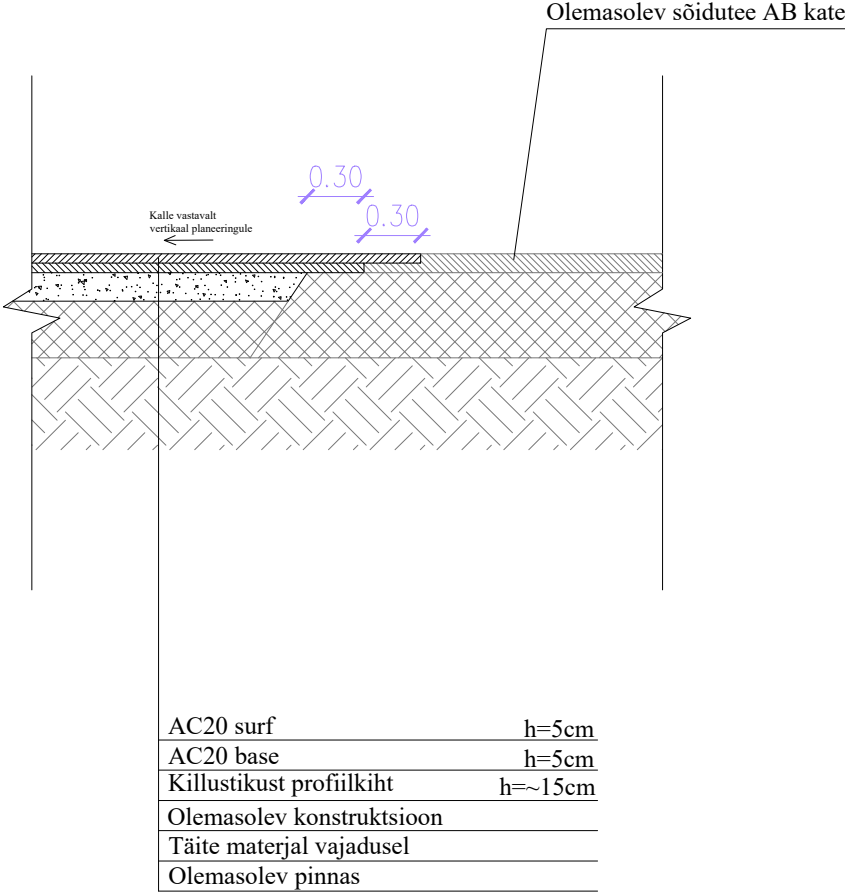 Olemasolev sõidutee AB kate
0.30
0.30
Kalle vastavalt
vertikaal planeeringule
AC20 surf h=5cm
AC20 base h=5cm
Killustikust profiilkiht h=~15cm
Olemasolev konstruktsioon
Täite materjal vajadusel
Olemasolev pinnas